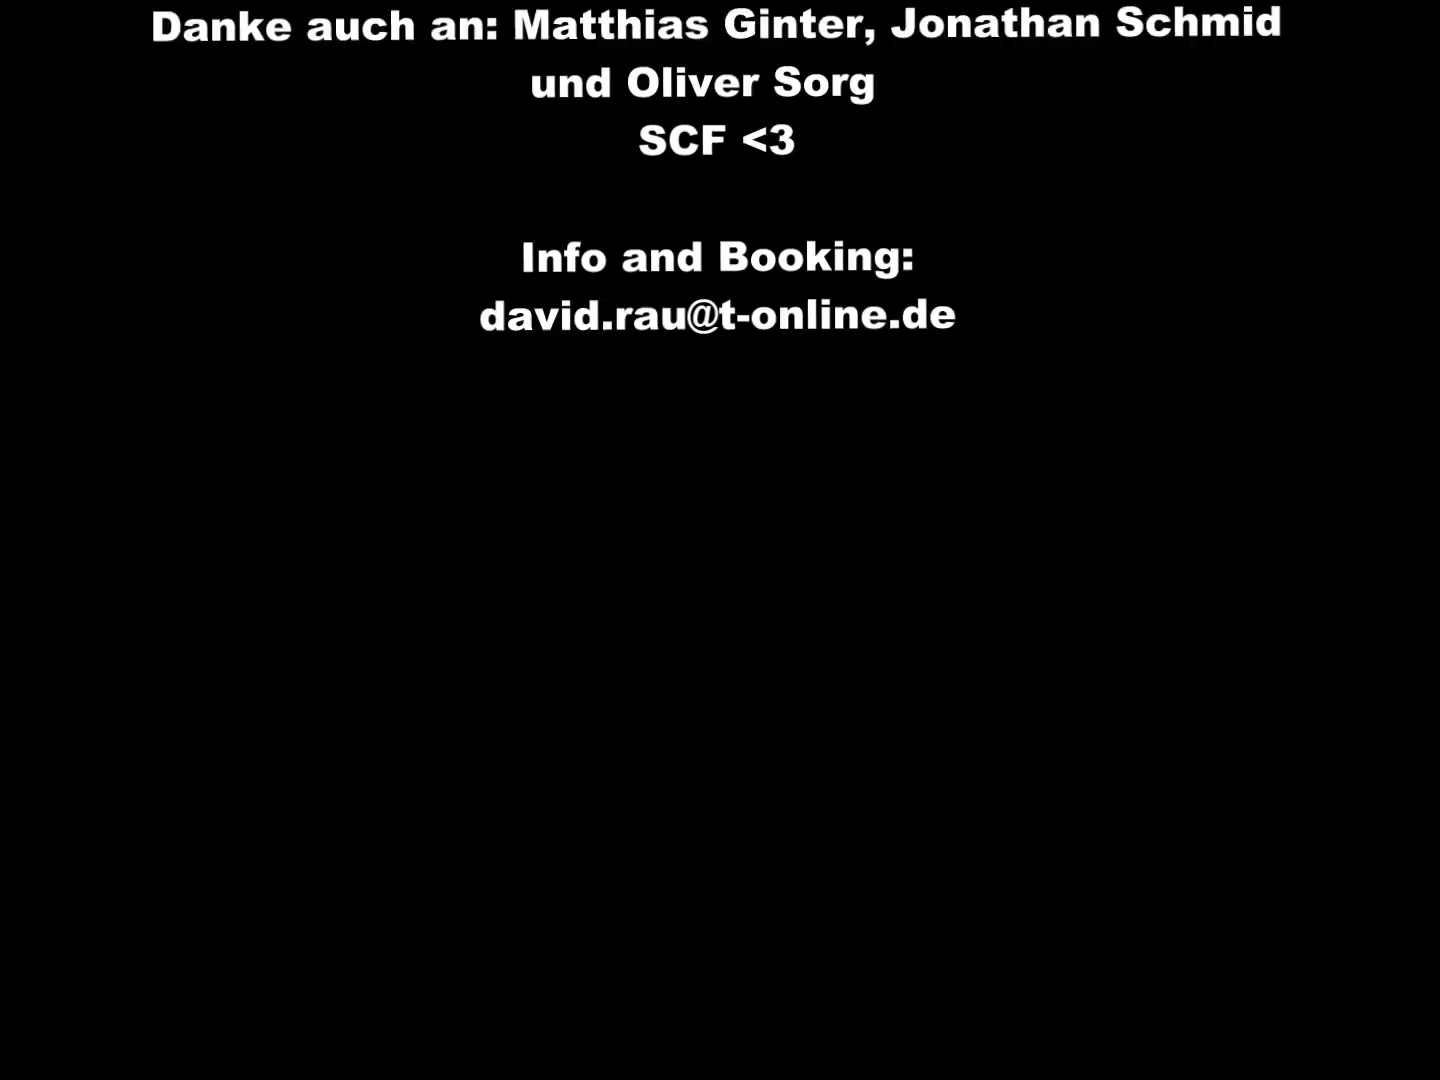 Danke auch an: Matthias Ginter, Jonathan Schmid
und Oliver Sorg
SCF <3
Info and Booking:
david.rau@t-online.de